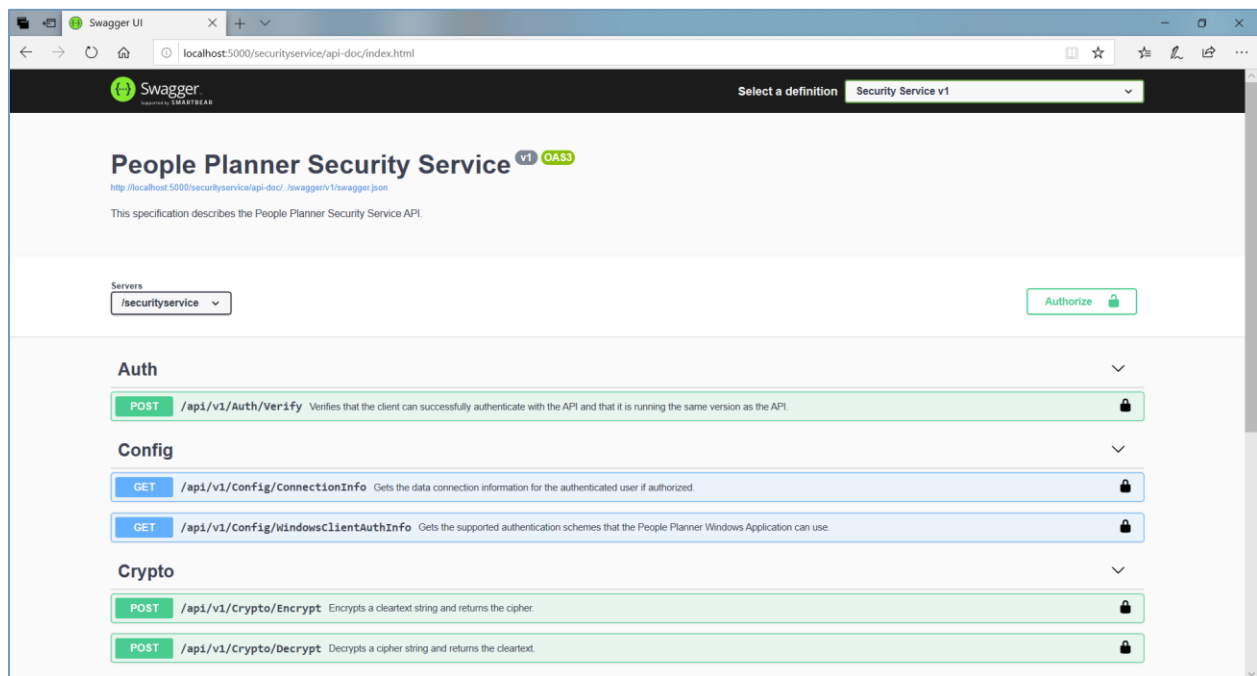 Swagger UI
localhost:5000/securityservice/api-doc/index.html
Swagger.
Supported by SMARTBEAR
Select a definition
Security Service v1
People Planner Security Service v1 OAS3
http://localhost:5000/securityservice/api-doc/../swagger/v1/swagger.json
This specification describes the People Planner Security Service API.
Servers
/securityservice
Authorize
Auth
POST /api/v1/Auth/Verify Verifies that the client can successfully authenticate with the API and that it is running the same version as the API.
Config
GET /api/v1/Config/ConnectionInfo Gets the data connection information for the authenticated user if authorized.
GET /api/v1/Config/WindowsClientAuthInfo Gets the supported authentication schemes that the People Planner Windows Application can use.
Crypto
POST /api/v1/Crypto/Encrypt Encrypts a cleartext string and returns the cipher.
POST /api/v1/Crypto/Decrypt Decrypts a cipher string and returns the cleartext.